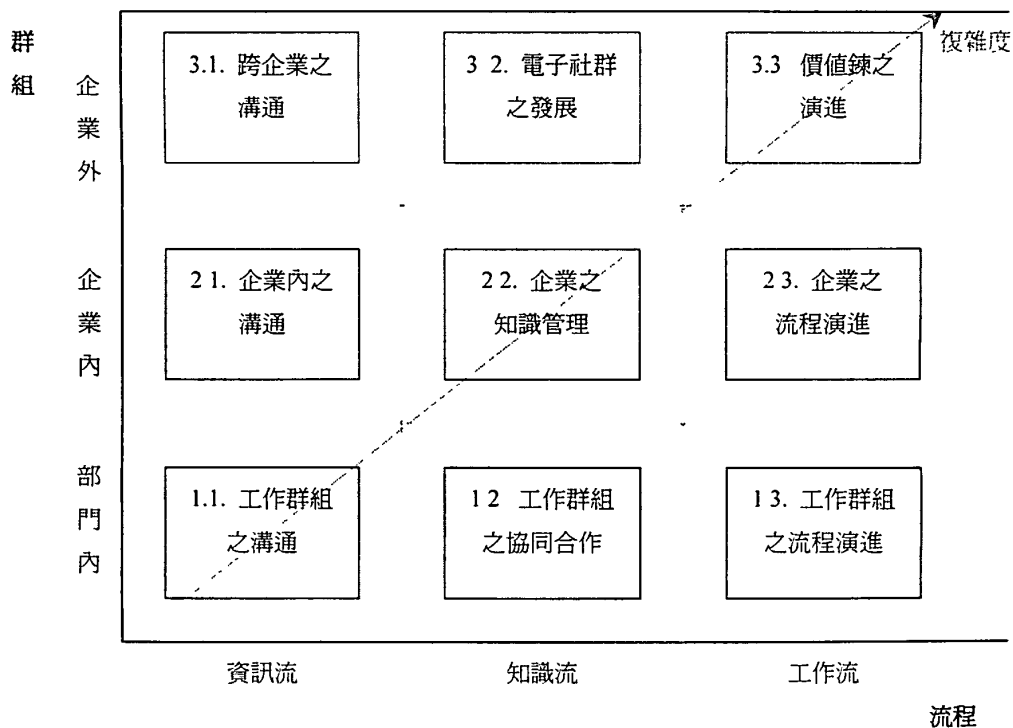 群
組
複雜度
企
業
外
3.1. 跨企業之
溝通
3 2. 電子社群
之發展
3.3 價值鍊之
演進
企
業
內
2 1. 企業內之
溝通
2 2. 企業之
知識管理
2 3. 企業之
流程演進
部
門
內
1.1. 工作群組
之溝通
1 2 工作群組
之協同合作
1 3. 工作群組
之流程演進
資訊流
知識流
工作流
流程